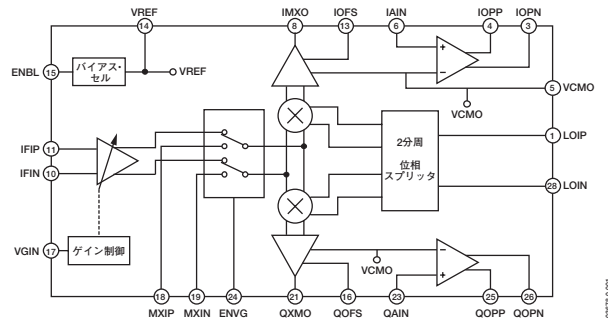 VREF IMXO IOFS IAIN IOPP IOPN
14 8 13 6 4 3
ENBL 15 バイアス・セル VREF
+
−
5 VCMO
VCMO
IFIP 11
IFIN 10
2分周
位相
スプリッタ
1 LOIP
28 LOIN
VGIN 17 ゲイン制御
VCMO
−
+
18 19 24 21 16 23 25 26
MXIP MXIN ENVG QXMO QOFS QAIN QOPP QOPN